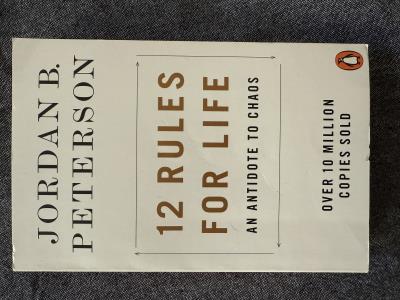 JORDAN B.
PETERSON
12 RULES
FOR LIFE
AN ANTIDOTE TO CHAOS
OVER 10 MILLION
COPIES SOLD